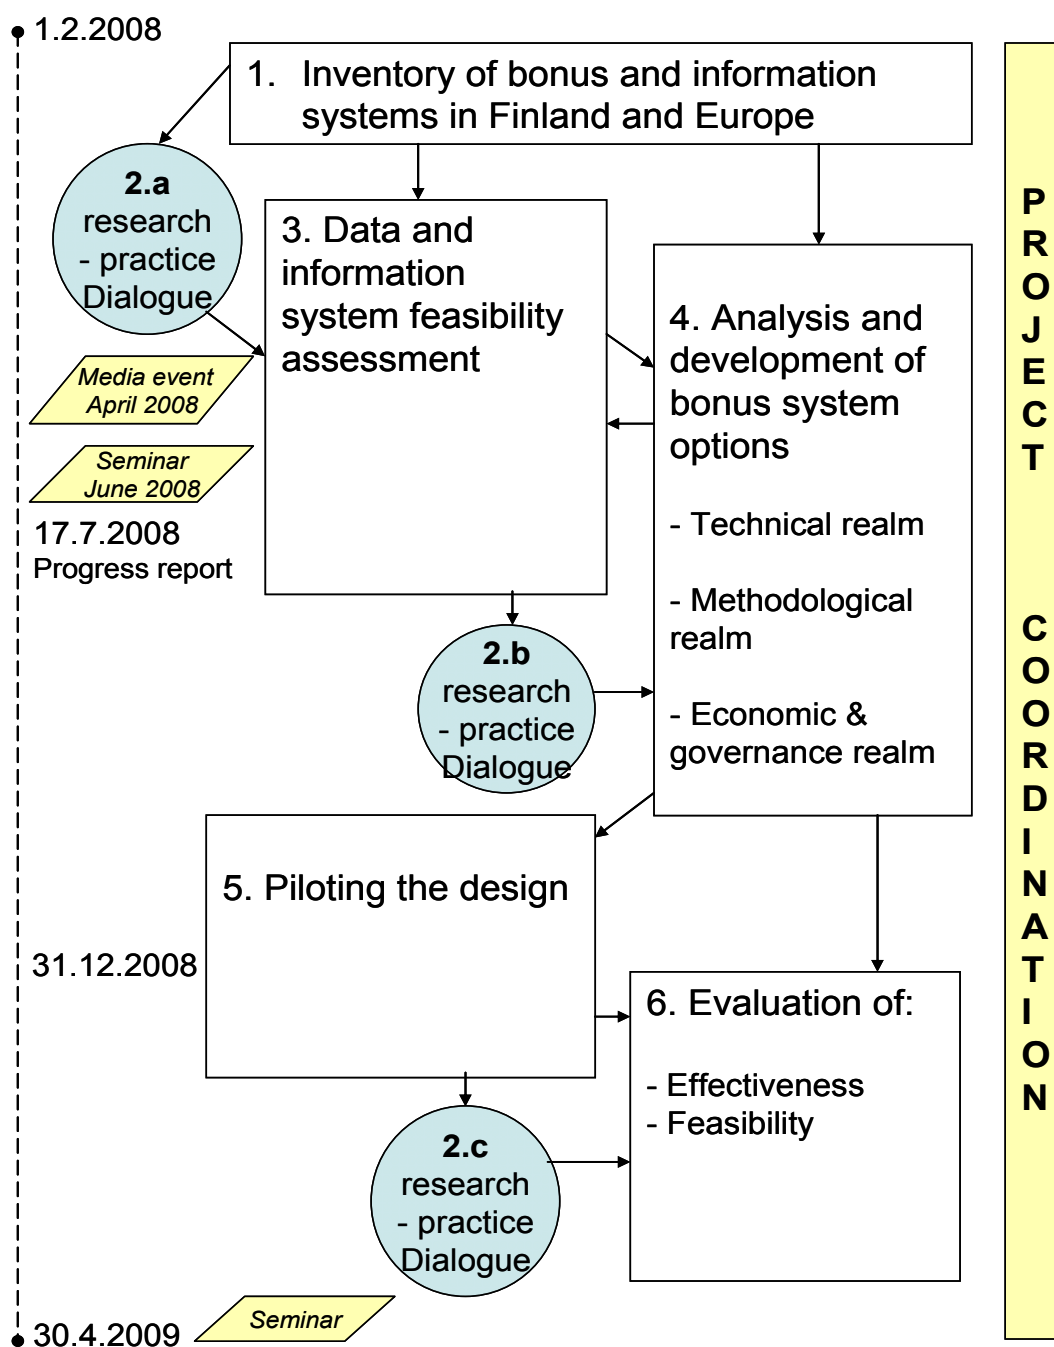 1.2.2008
1. Inventory of bonus and information
systems in Finland and Europe
2.a
research
- practice
Dialogue
3. Data and
information
system feasibility
assessment
4. Analysis and
development of
bonus system
options
- Technical realm
- Methodological
realm
- Economic &
governance realm
Media event
April 2008
Seminar
June 2008
17.7.2008
Progress report
2.b
research
- practice
Dialogue
5. Piloting the design
31.12.2008
6. Evaluation of:
- Effectiveness
- Feasibility
2.c
research
- practice
Dialogue
Seminar
30.4.2009
PROJECT COORDINATION